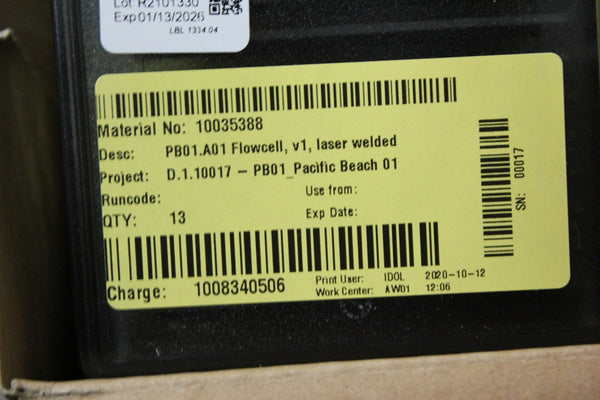 Lot R2101330
Exp 01/13/2026
LBL 1334.04
Material No: 10035388
Desc: PB01.A01 Flowcell, v1, laser welded
Project: D.1.10017 – PB01_Pacific Beach 01
Runcode:
Use from:
QTY: 13
Exp Date:
SN: 00017
Charge: 1008340506
Print User: IDOL 2020-10-12
Work Center: AW01 12:06